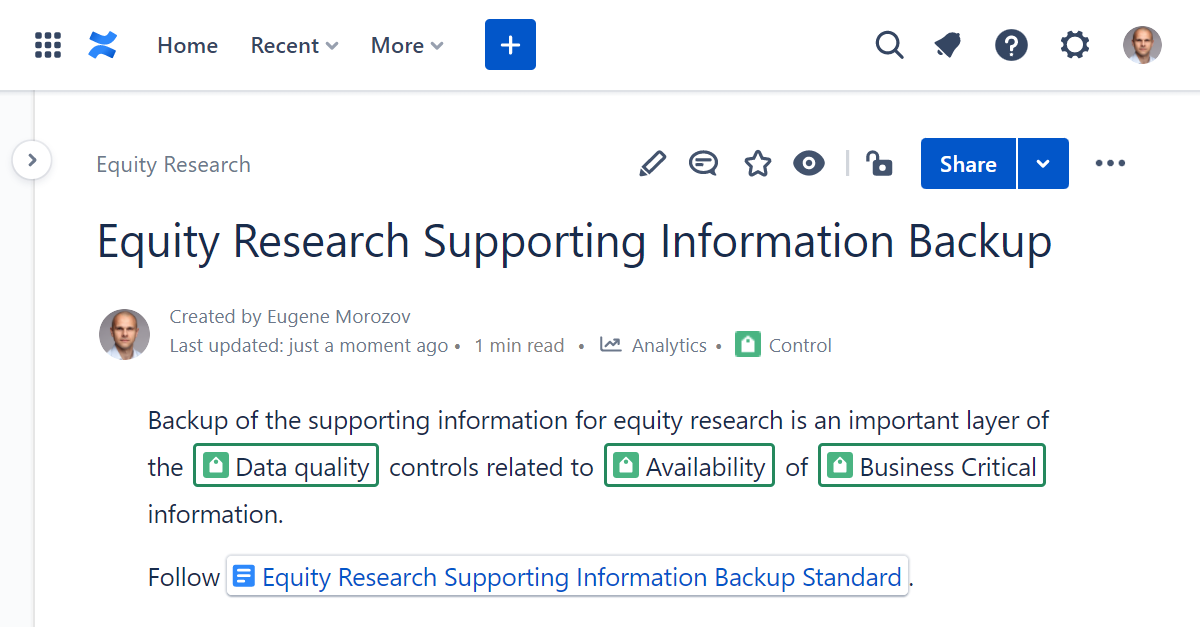 Home Recent More
Equity Research
Share
Equity Research Supporting Information Backup
Created by Eugene Morozov
Last updated: just a moment ago • 1 min read • Analytics • Control
Backup of the supporting information for equity research is an important layer of
the Data quality controls related to Availability of Business Critical
information.
Follow Equity Research Supporting Information Backup Standard .